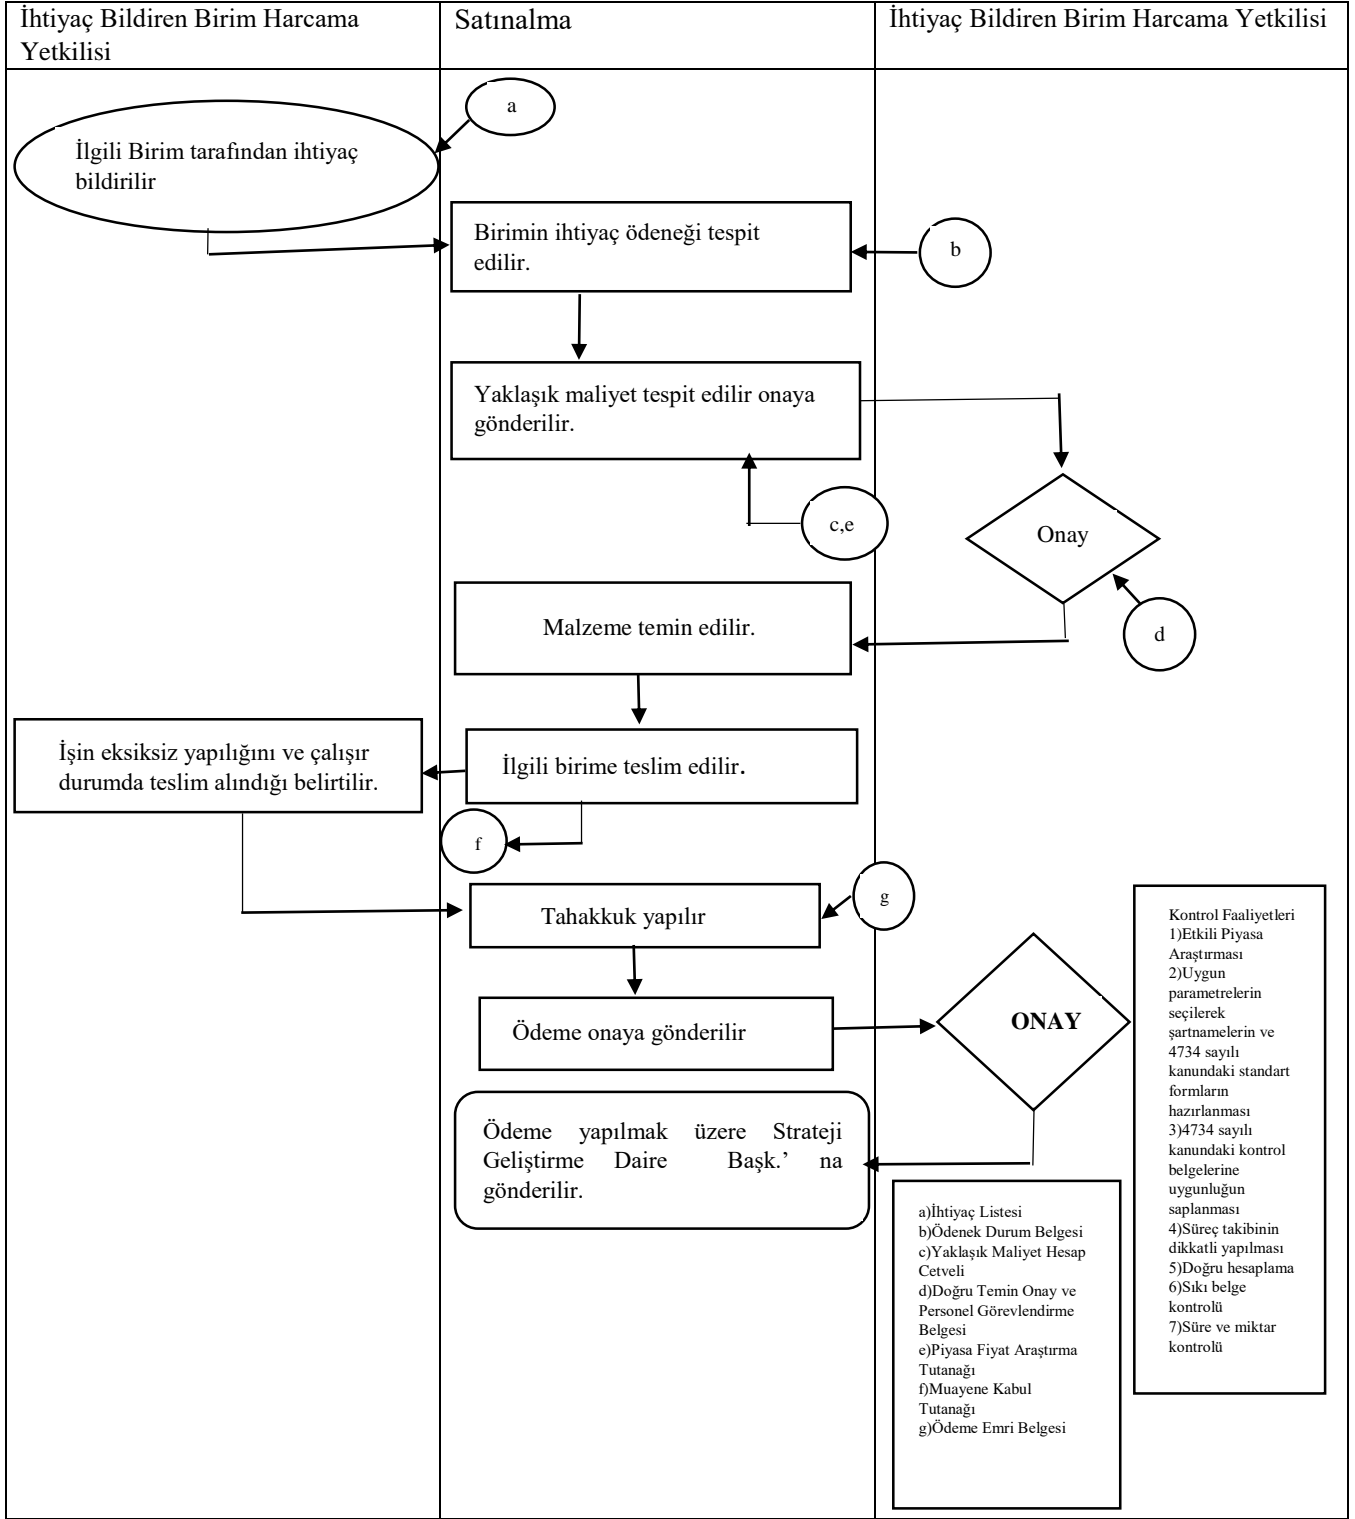 İhtiyaç Bildiren Birim Harcama
Yetkilisi
Satınalma
İhtiyaç Bildiren Birim Harcama Yetkilisi
a
İlgili Birim tarafından ihtiyaç
bildirilir
Birimin ihtiyaç ödeneği tespit
edilir.
b
Yaklaşık maliyet tespit edilir onaya
gönderilir.
c,e
Onay
Malzeme temin edilir.
d
İşin eksiksiz yapılığını ve çalışır
durumda teslim alındığı belirtilir.
İlgili birime teslim edilir.
f
Tahakkuk yapılır
g
Ödeme onaya gönderilir
ONAY
Ödeme yapılmak üzere Strateji
Geliştirme Daire Başk.’ na
gönderilir.
Kontrol Faaliyetleri
1)Etkili Piyasa
Araştırması
2)Uygun
parametrelerin
seçilerek
şartnamelerin ve
4734 sayılı
kanundaki standart
formların
hazırlanması
3)4734 sayılı
kanundaki kontrol
belgelerine
uygunluğun
saplanması
4)Süreç takibinin
dikkatli yapılması
5)Doğru hesaplama
6)Sıkı belge
kontrolü
7)Süre ve miktar
kontrolü
a)İhtiyaç Listesi
b)Ödenek Durum Belgesi
c)Yaklaşık Maliyet Hesap
Cetveli
d)Doğru Temin Onay ve
Personel Görevlendirme
Belgesi
e)Piyasa Fiyat Araştırma
Tutanağı
f)Muayene Kabul
Tutanağı
g)Ödeme Emri Belgesi